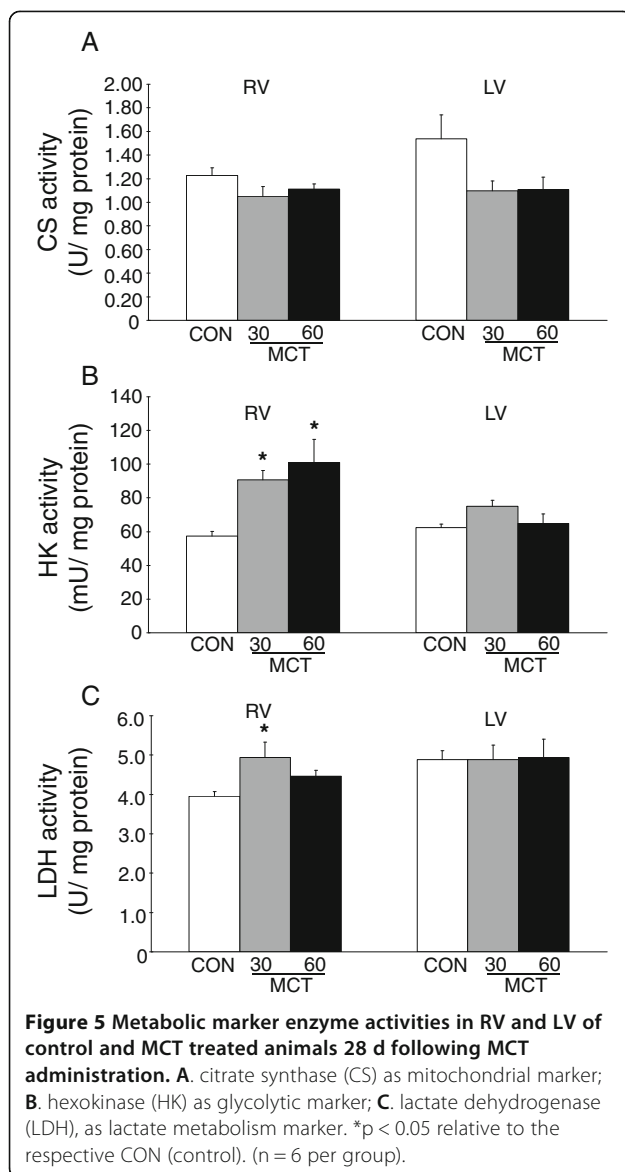 A
RV LV
CS activity
(U/ mg protein)
2.00
1.80
1.60
1.40
1.20
1.00
0.80
0.60
0.40
0.20
0
CON 30 60 CON 30 60
MCT MCT
B
RV LV
HK activity
(mU/ mg protein)
140
120
100
80
60
40
20
0
* *
CON 30 60 CON 30 60
MCT MCT
C
RV LV
LDH activity
(U/ mg protein)
6.0
5.0
4.0
3.0
2.0
1.0
0
*
CON 30 60 CON 30 60
MCT MCT
Figure 5 Metabolic marker enzyme activities in RV and LV of
control and MCT treated animals 28 d following MCT
administration. A. citrate synthase (CS) as mitochondrial marker;
B. hexokinase (HK) as glycolytic marker; C. lactate dehydrogenase
(LDH), as lactate metabolism marker. *p < 0.05 relative to the
respective CON (control). (n = 6 per group).